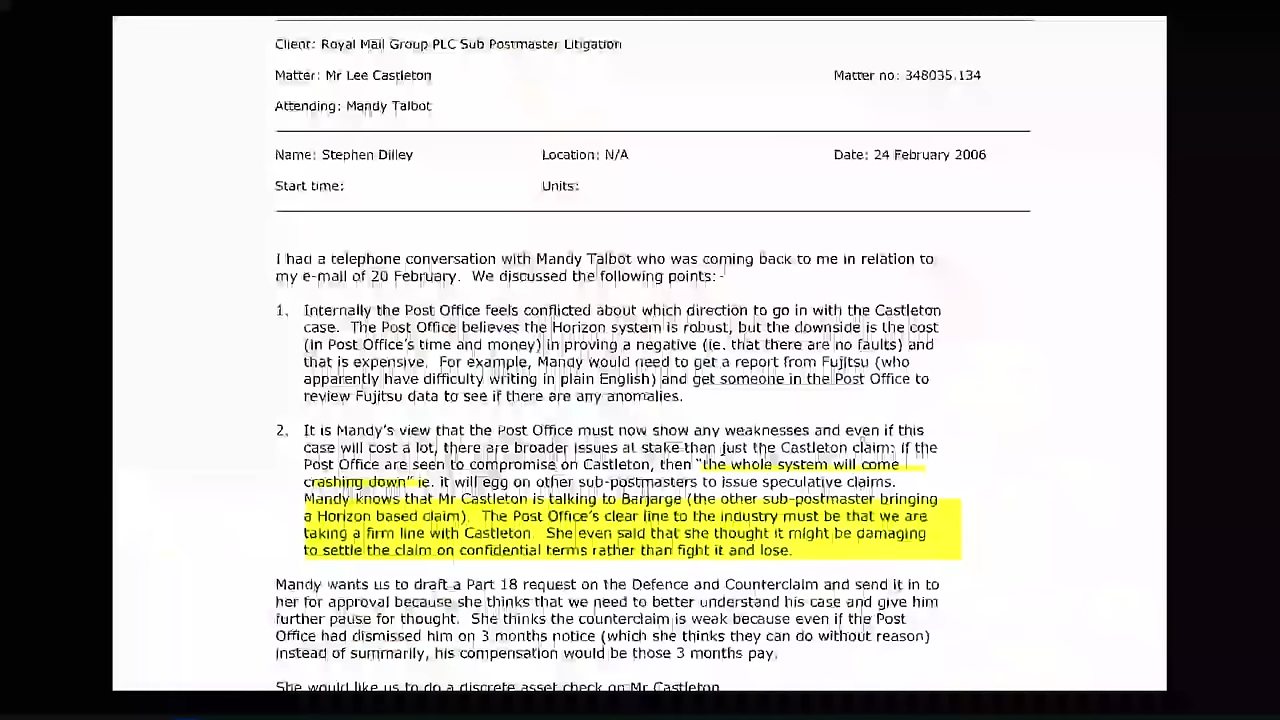 Client: Royal Mail Group PLC Sub Postmaster Litigation
Matter: Mr Lee Castleton Matter no: 348035.134
Attending: Mandy Talbot
Name: Stephen Dilley Location: N/A Date: 24 February 2006
Start time: Units:
I had a telephone conversation with Mandy Talbot who was coming back to me in relation to
my e-mail of 20 February. We discussed the following points:-
1. Internally the Post Office feels conflicted about which direction to go in with the Castleton
case. The Post Office believes the Horizon system is robust, but the downside is the cost
(in Post Office's time and money) in proving a negative (ie. that there are no faults) and
that is expensive. For example, Mandy would need to get a report from Fujitsu (who
apparently have difficulty writing in plain English) and get someone in the Post Office to
review Fujitsu data to see if there are any anomalies.
2. It is Mandy's view that the Post Office must now show any weaknesses and even if this
case will cost a lot, there are broader issues at stake than just the Castleton claim: if the
Post Office are seen to compromise on Castleton, then "the whole system will come
crashing down" ie. it will egg on other sub-postmasters to issue speculative claims.
Mandy knows that Mr Castleton is talking to Barjarge (the other sub-postmaster bringing
a Horizon based claim). The Post Office's clear line to the industry must be that we are
taking a firm line with Castleton. She even said that she thought it might be damaging
to settle the claim on confidential terms rather than fight it and lose.
Mandy wants us to draft a Part 18 request on the Defence and Counterclaim and send it in to
her for approval because she thinks that we need to better understand his case and give him
further pause for thought. She thinks the counterclaim is weak because even if the Post
Office had dismissed him on 3 months notice (which she thinks they can do without reason)
instead of summarily, his compensation would be those 3 months pay.
She would like us to do a discrete asset check on Mr Castleton